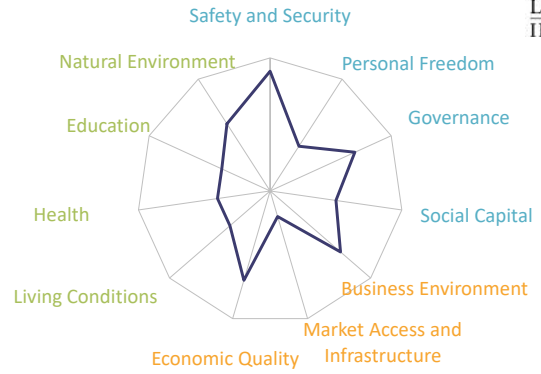 Safety and Security
Natural Environment
Personal Freedom
Education
Governance
Health
Social Capital
Living Conditions
Business Environment
Market Access and
Infrastructure
Economic Quality